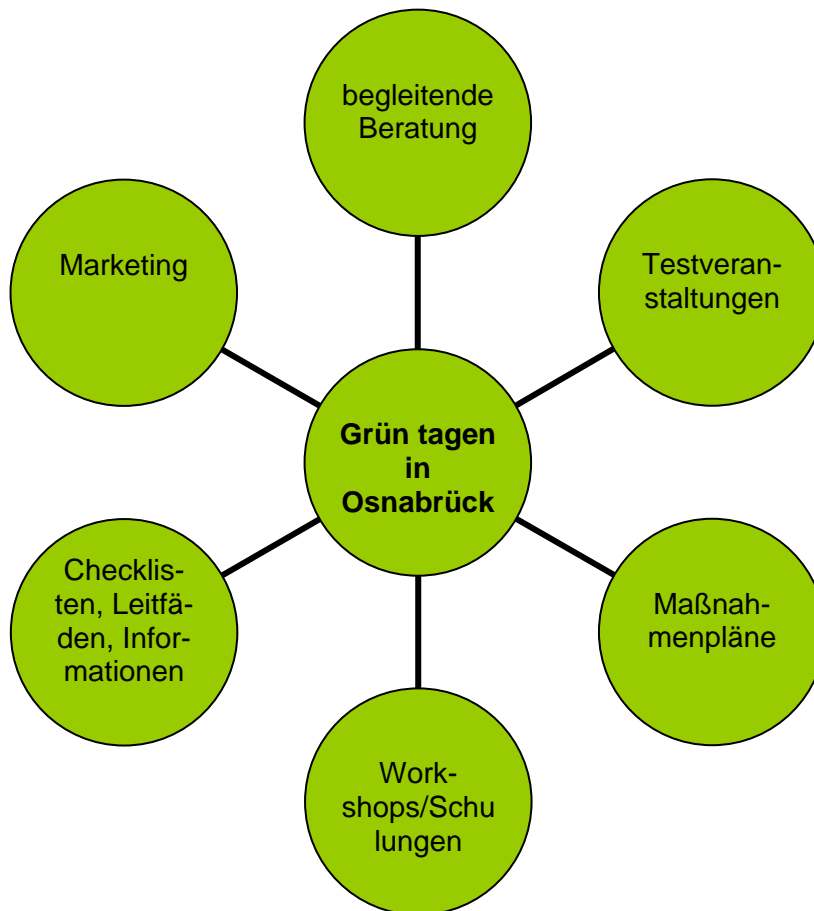 begleitende
Beratung
Marketing
Testveran-
staltungen
Grün tagen
in
Osnabrück
Checklis-
ten, Leitfä-
den, Infor-
mationen
Maßnah-
menpläne
Work-
shops/Schu
lungen